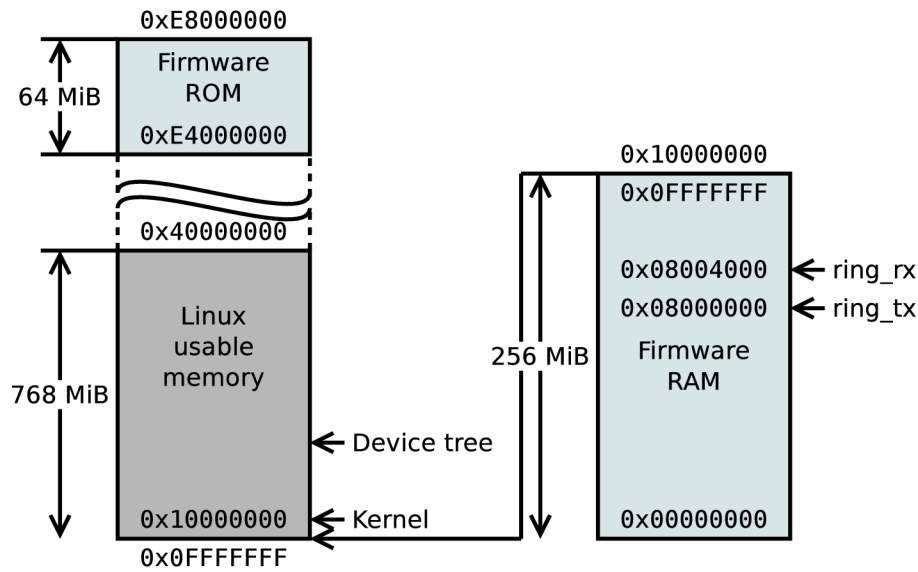 0xE8000000
Firmware
ROM
64 MiB
0xE4000000
0x40000000
Linux
usable
memory
768 MiB
Device tree
0x10000000
Kernel
0x0FFFFFFF
0x10000000
0x0FFFFFFF
0x08004000
ring_rx
0x08000000
ring_tx
256 MiB
Firmware
RAM
0x00000000